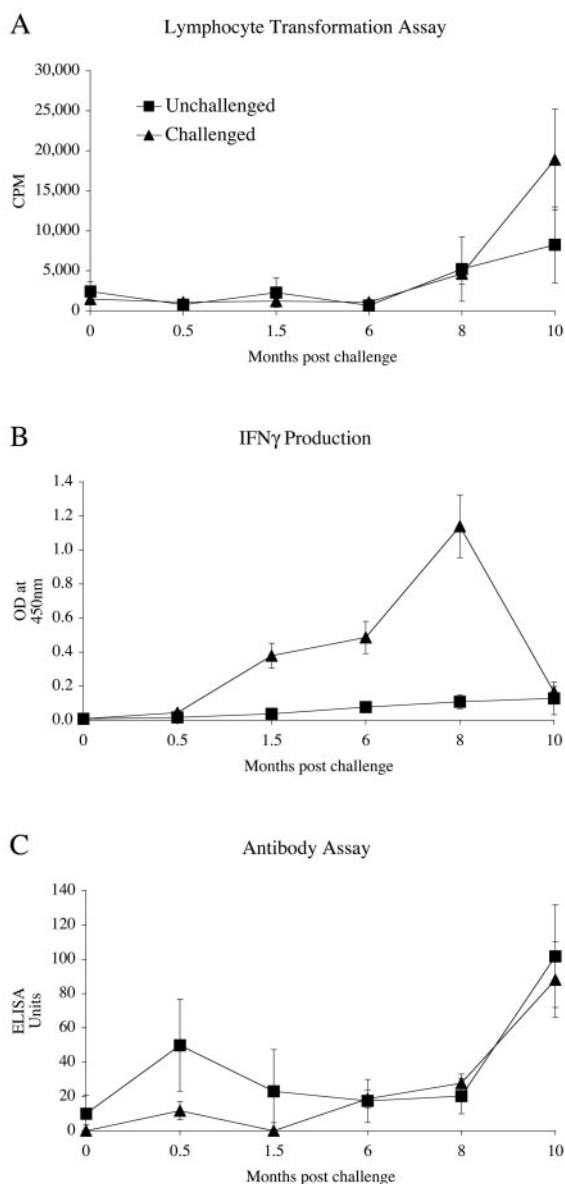 A
Lymphocyte Transformation Assay
30,000
25,000
20,000
15,000
10,000
5,000
0
CPM
Unchallenged
Challenged
0 0.5 1.5 6 8 10
Months post challenge
B
IFNγ Production
1.4
1.2
1.0
0.8
0.6
0.4
0.2
0.0
OD at
450nm
0 0.5 1.5 6 8 10
Months post challenge
C
Antibody Assay
140
120
100
80
60
40
20
0
ELISA
Units
0 0.5 1.5 6 8 10
Months post challenge